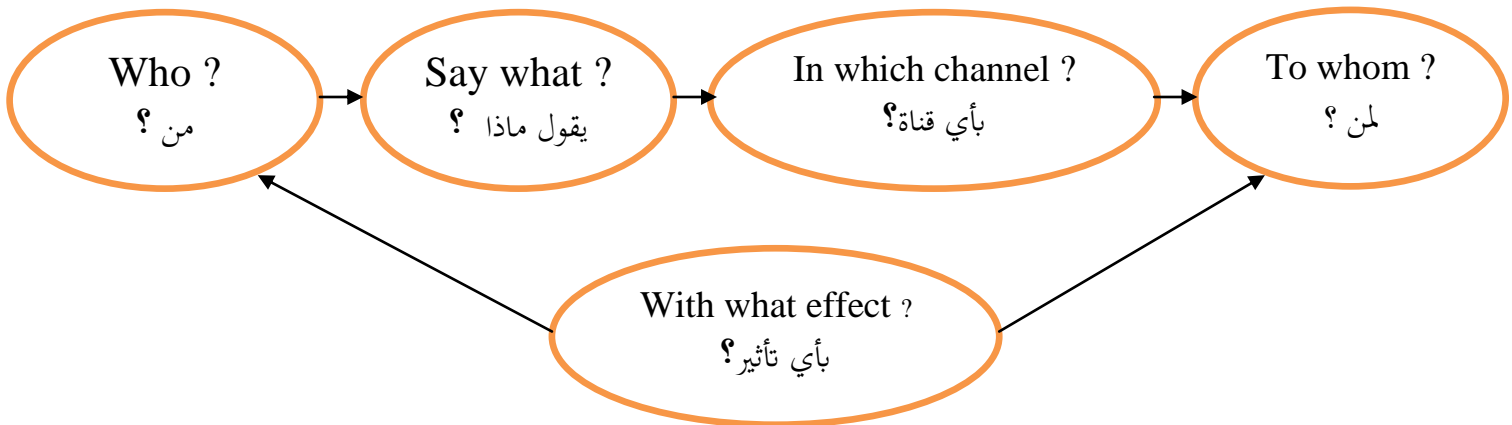 Who ?
من ؟
Say what ?
يقول ماذا ؟
In which channel ?
بأي قناة؟
To whom ?
لمن ؟
With what effect ?
بأي تأثير؟